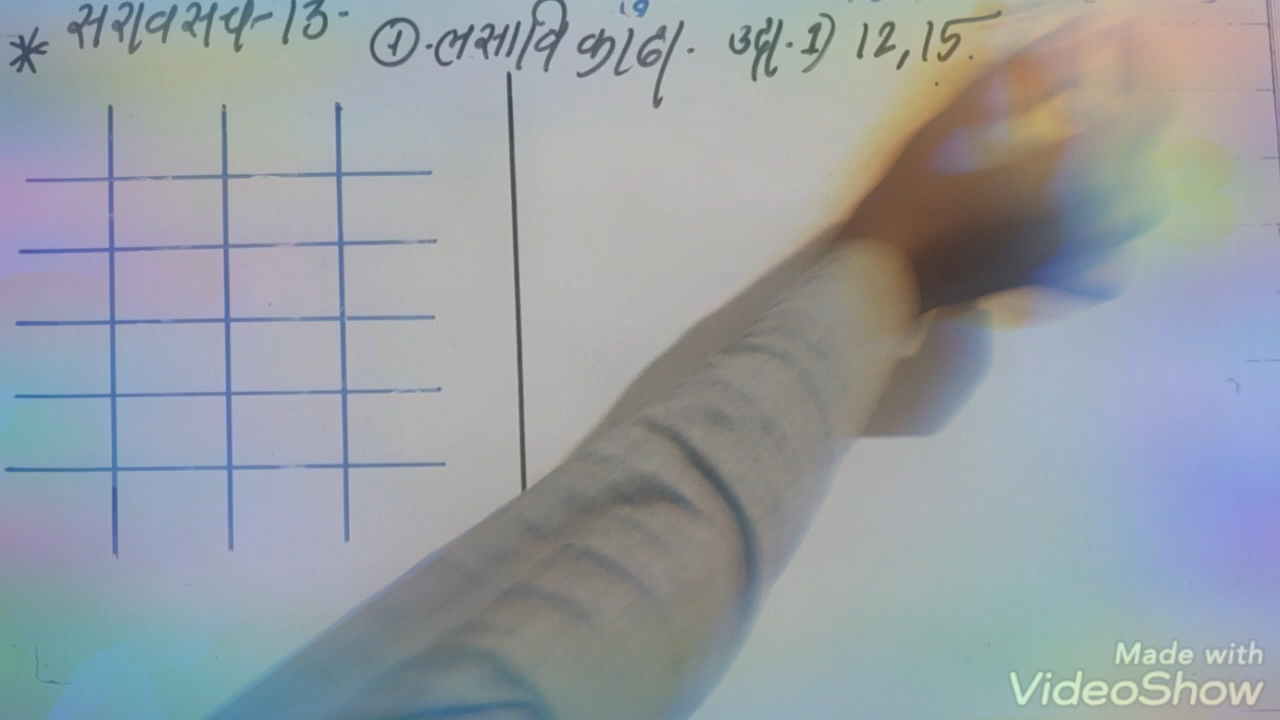 * सरावसंच-13.
① लसावि काढा. उदा. 1) 12, 15.
Made with
VideoShow